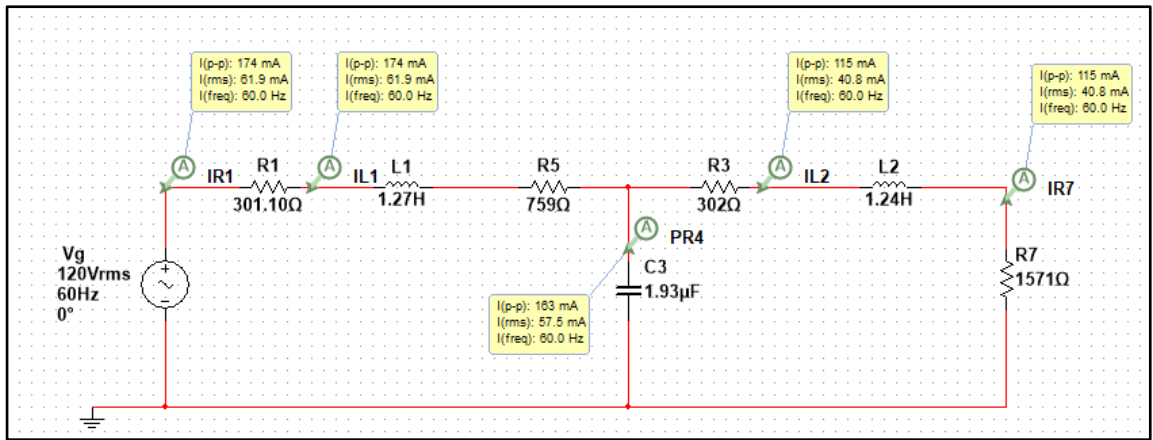 I(p-p): 174 mA
I(rms): 61.9 mA
I(freq): 60.0 Hz
I(p-p): 174 mA
I(rms): 61.9 mA
I(freq): 60.0 Hz
I(p-p): 115 mA
I(rms): 40.8 mA
I(freq): 60.0 Hz
I(p-p): 115 mA
I(rms): 40.8 mA
I(freq): 60.0 Hz
A
A
A
A
IR1
R1
301.10Ω
IL1
L1
1.27H
R5
759Ω
R3
302Ω
IL2
L2
1.24H
IR7
A
PR4
Vg
120Vrms
60Hz
0°
C3
1.93µF
R7
1571Ω
I(p-p): 163 mA
I(rms): 57.5 mA
I(freq): 60.0 Hz